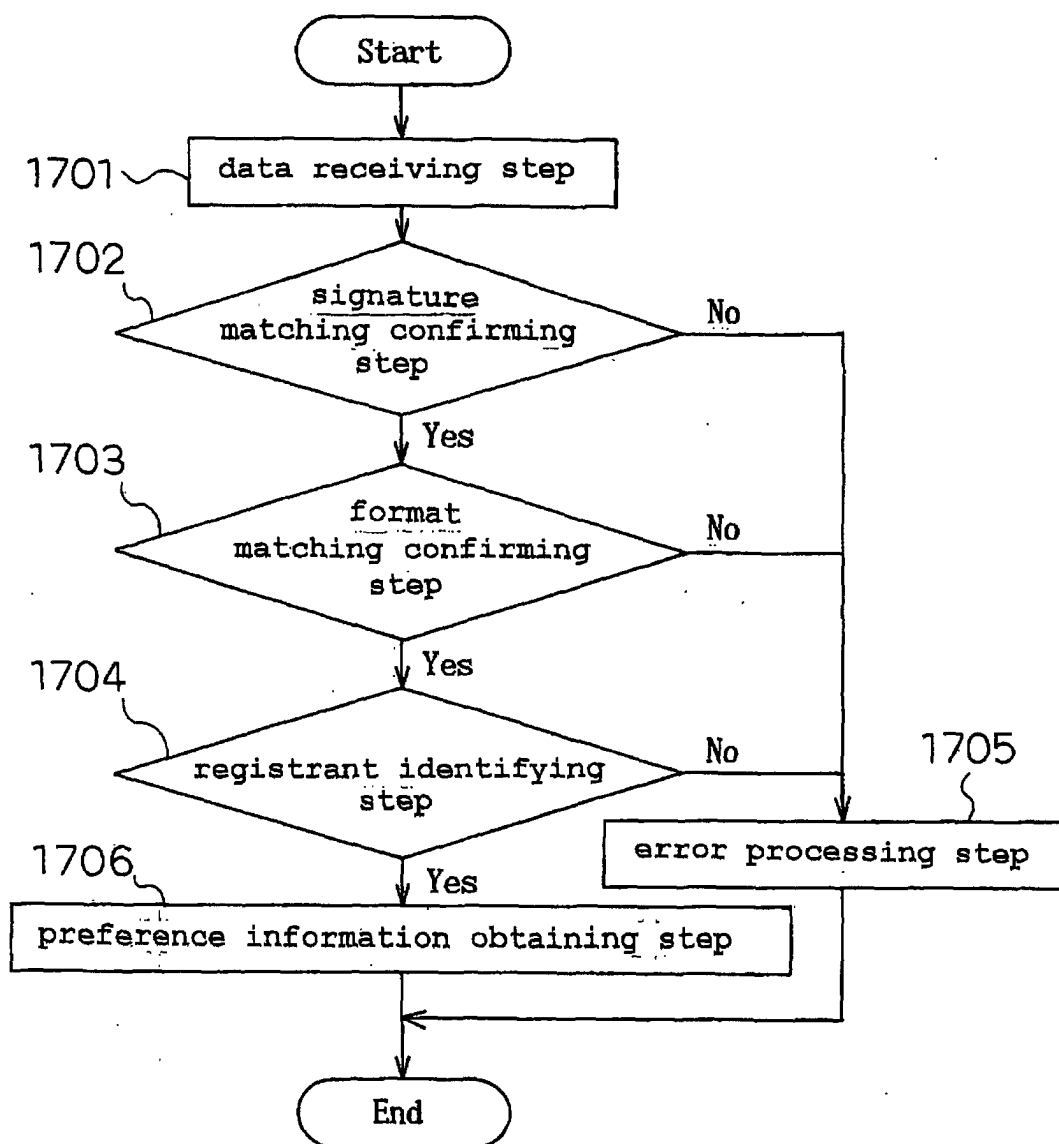 Start
1701
data receiving step
1702
signature
matching confirming
step
No
Yes
1703
format
matching confirming
step
No
Yes
1704
registrant identifying
step
No
1705
error processing step
Yes
1706
preference information obtaining step
End